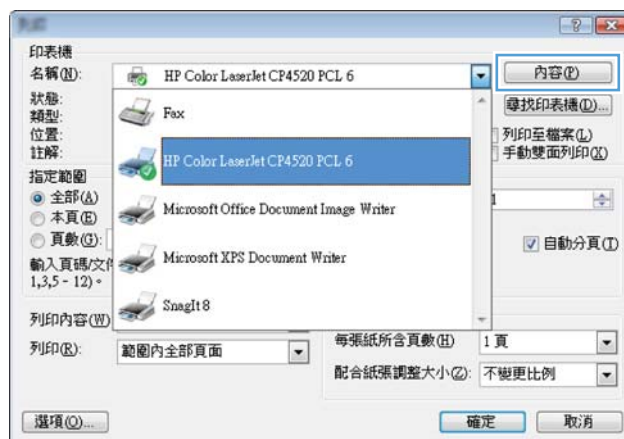 印表機
名稱(N): HP Color LaserJet CP4520 PCL 6 內容(P)
狀態: 尋找印表機(D)...
類型: Fax
位置: 列印至檔案(L)
註解: HP Color LaserJet CP4520 PCL 6 手動雙面列印(X)
指定範圍
全部(A) Microsoft Office Document Image Writer 1
本頁(E)
頁數(G): Microsoft XPS Document Writer 自動分頁(T)
輸入頁碼/文件
1,3,5 - 12)。
SnagIt 8
列印內容(W)
每張紙所含頁數(H) 1 頁
列印(R): 範圍內全部頁面
配合紙張調整大小(Z): 不變更比例
選項(O)... 確定 取消